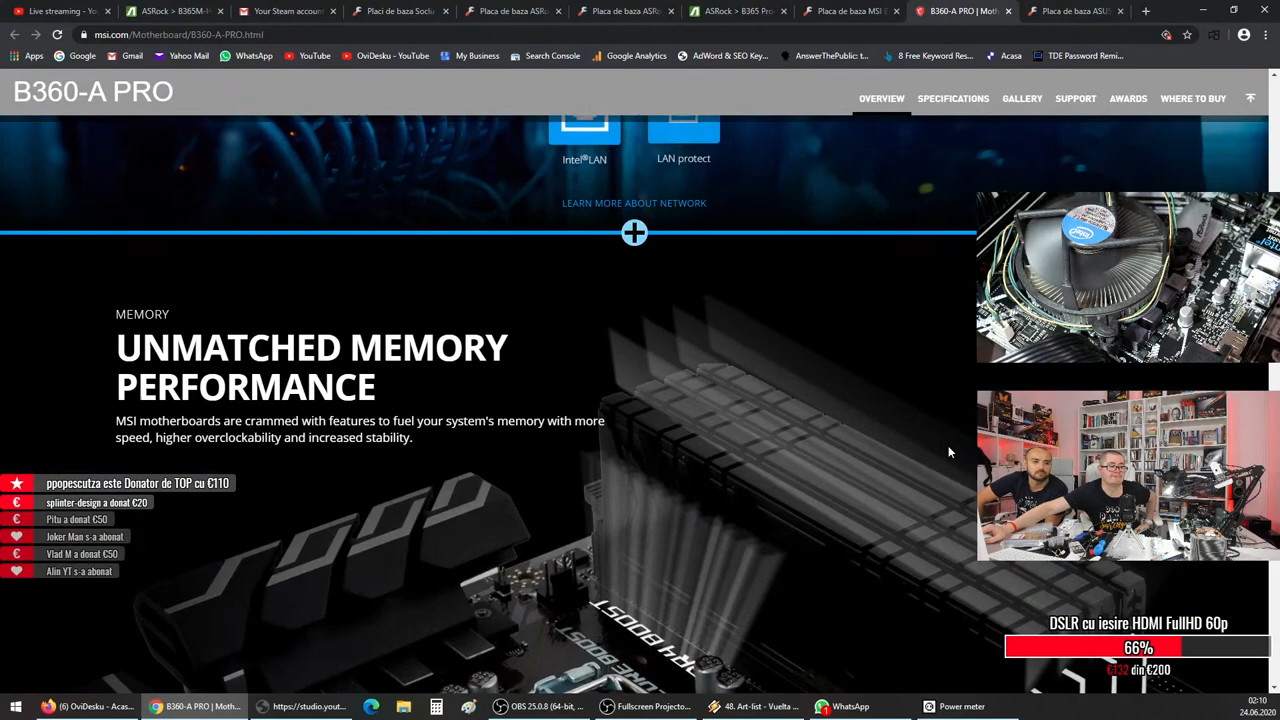 Live streaming - Yo
ASRock > B365M-H
Your Steam accoun
Placi de baza Soclu
Placa de baza ASRo
Placa de baza ASRo
ASRock > B365 Pro
Placa de baza MSI B
B360-A PRO | Moth
Placa de baza ASUS
msi.com/Motherboard/B360-A-PRO.html
Apps
Google
Gmail
Yahoo Mail
WhatsApp
YouTube
OviDesku - YouTube
My Business
Search Console
Google Analytics
AdWord & SEO Key...
AnswerThePublic: t...
8 Free Keyword Res...
Acasa
TDE Password Remi...
B360-A PRO
OVERVIEW
SPECIFICATIONS
GALLERY
SUPPORT
AWARDS
WHERE TO BUY
Intel®LAN
LAN protect
LEARN MORE ABOUT NETWORK
intel
MEMORY
UNMATCHED MEMORY
PERFORMANCE
MSI motherboards are crammed with features to fuel your system's memory with more
speed, higher overclockability and increased stability.
ppopescutza este Donator de TOP cu €110
splinter-design a donat €20
Pitu a donat €50
Joker Man s-a abonat
Vlad M a donat €50
Alin YT s-a abonat
DDR4 BOOST
DSLR cu iesire HDMI FullHD 60p
66%
€132 din €200
(6) OviDesku - Acas...
B360-A PRO | Moth...
https://studio.yout...
OBS 25.0.8 (64-bit, ...
Fullscreen Projecto...
48. Art-list - Vuelta ...
WhatsApp
Power meter
02:10
24.06.2020